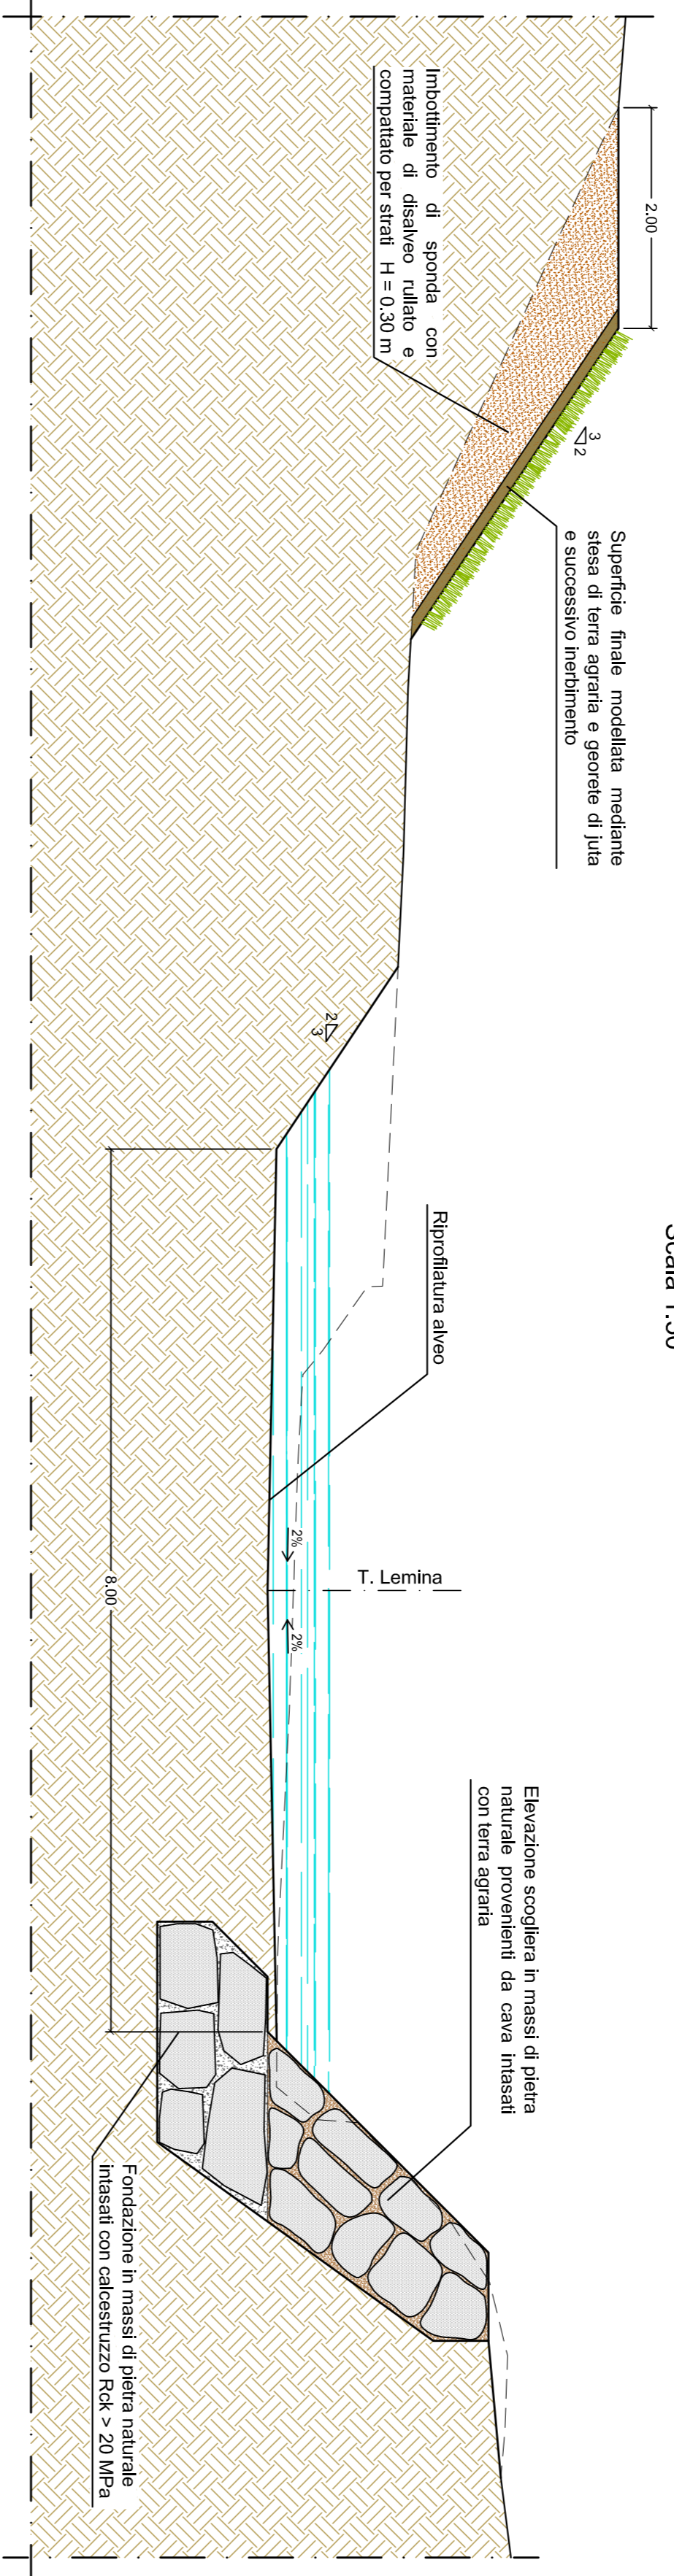 Scala 1:50
2.00
Imbottimento di sponda con
materiale di disalveo rullato e
compattato per strati H = 0.30 m
3
2
Superficie finale modellata mediante
stesa di terra agraria e georete di juta
e successivo inerbimento
2
3
Riprofilatura alveo
2%
T. Lemina
2%
8.00
Elevazione scogliera in massi di pietra
naturale provenienti da cava intasati
con terra agraria
Fondazione in massi di pietra naturale
intasati con calcestruzzo Rck > 20 MPa